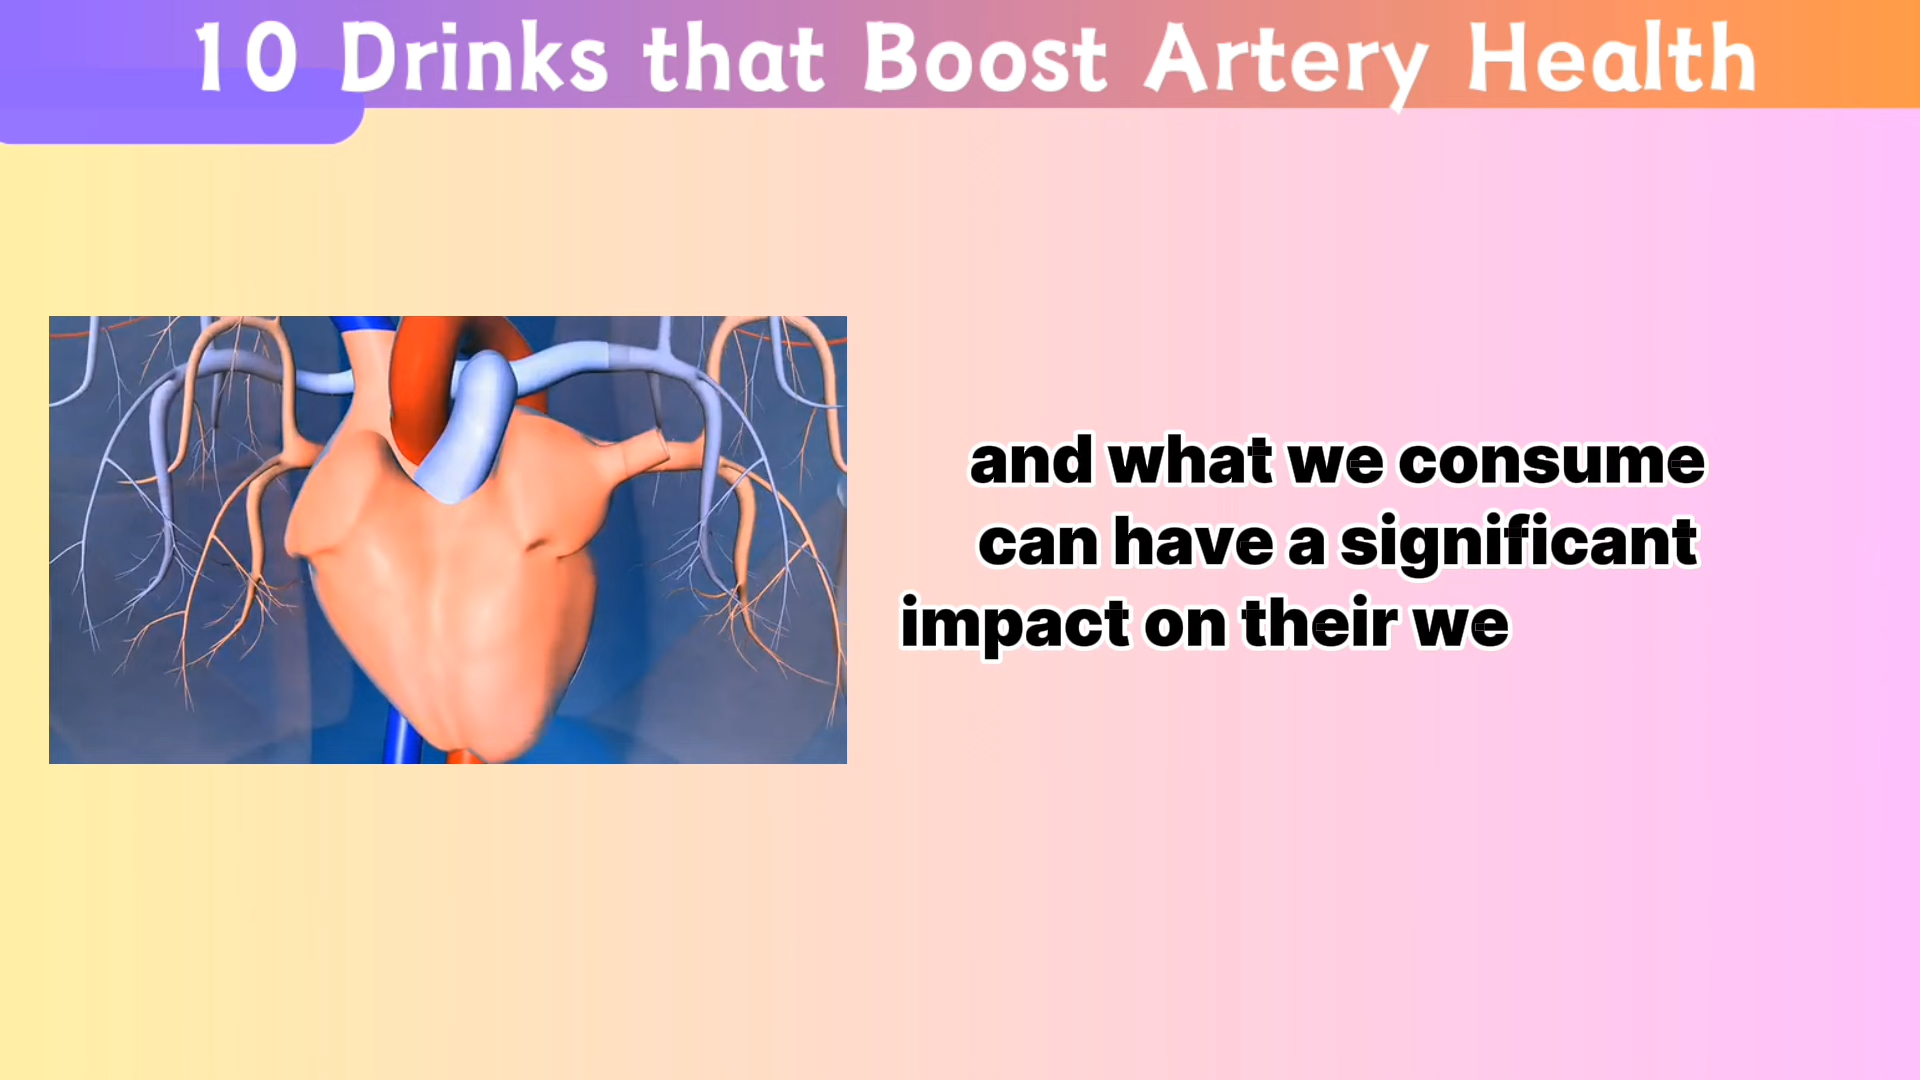 10 Drinks that Boost Artery Health
and what we consume
can have a significant
impact on their we